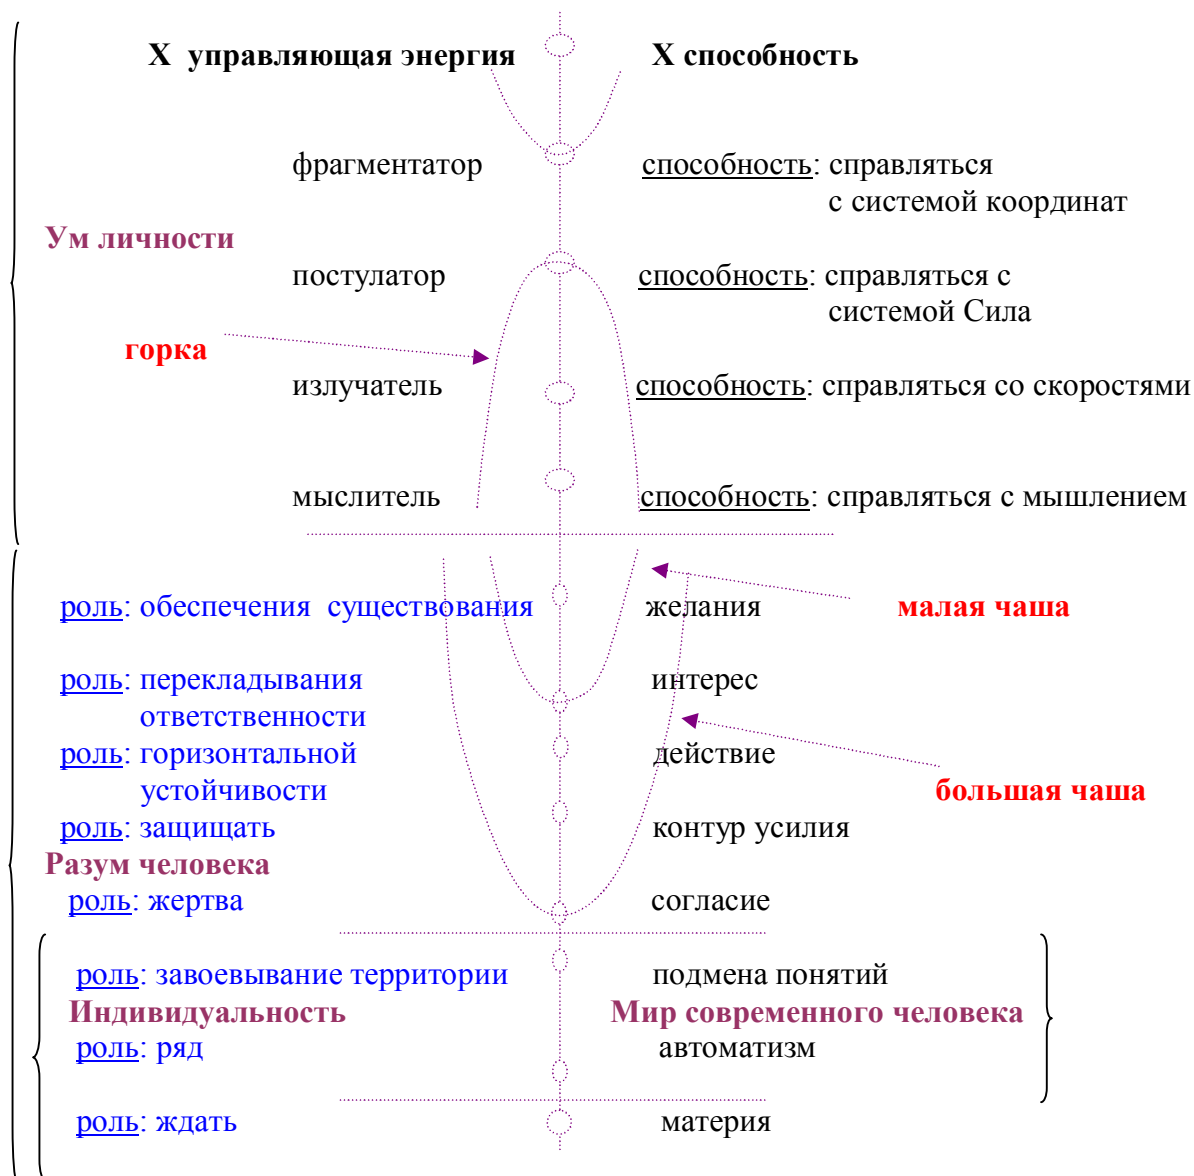 Х управляющая энергия Х способность
фрагментатор способность: справляться
с системой координат
Ум личности
постулатор способность: справляться с
системой Сила
горка
излучатель способность: справляться со скоростями
мыслитель способность: справляться с мышлением
роль: обеспечения существования желания малая чаша
роль: перекладывания интерес
ответственности
роль: горизонтальной действие
устойчивости большая чаша
роль: защищать контур усилия
Разум человека
роль: жертва согласие
роль: завоевывание территории подмена понятий
Индивидуальность Мир современного человека
роль: ряд автоматизм
роль: ждать материя